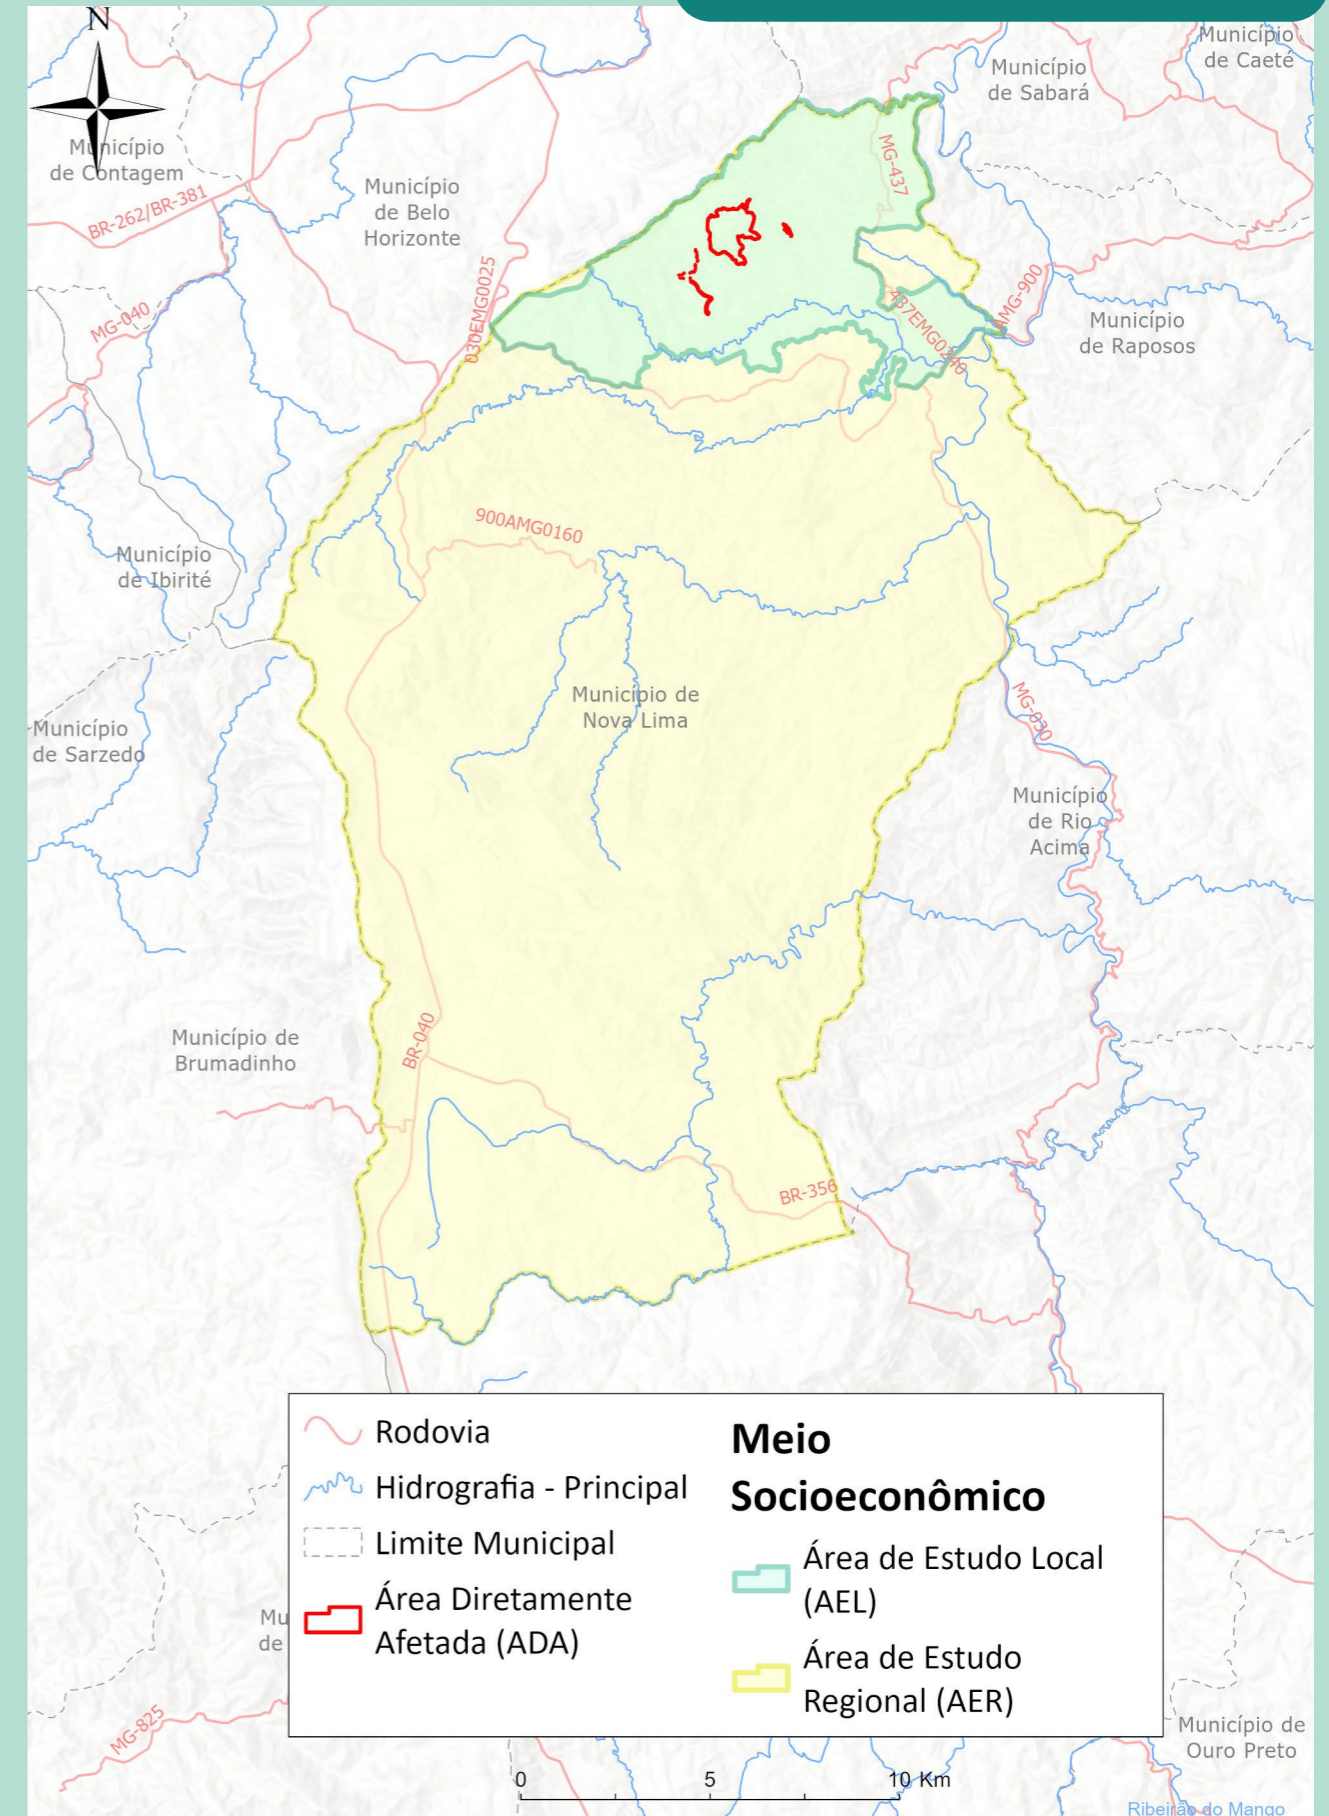 N
Município
de Caeté
Município
de Sabará
Município
de Contagem
MG-437
BR-262/BR-381
Município
de Belo
Horizonte
030EMG0025
AMG-900
437EMG0240
MG-040
Município
de Raposos
900AMG0160
Município
de Ibirité
Município de
Nova Lima
MG-030
Município
de Sarzedo
Município
de Rio
Acima
BR-040
Município de
Brumadinho
BR-356
Rodovia
Hidrografia - Principal
Limite Municipal
Área Diretamente
Afetada (ADA)
Meio
Socioeconômico
Área de Estudo Local
(AEL)
Área de Estudo
Regional (AER)
Mu
de
MG-825
Município de
Ouro Preto
0 5 10 Km
Ribeirão do Mango